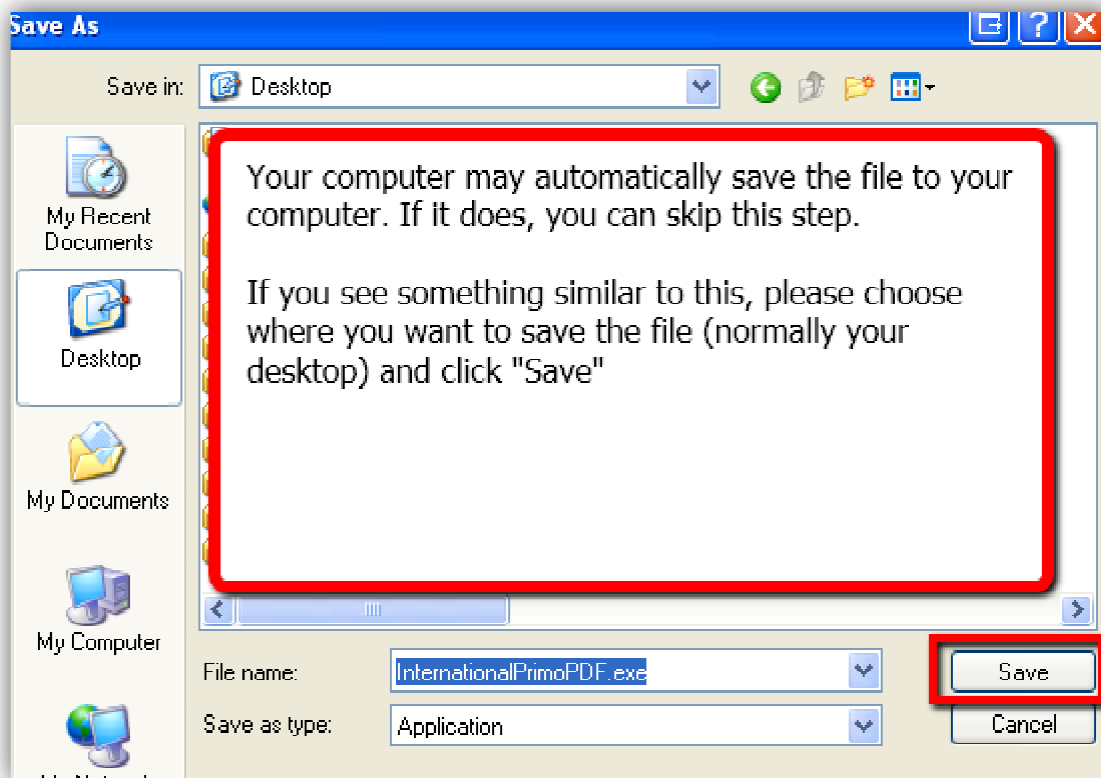 Save As
Save in:
Desktop
My Recent
Documents
Desktop
My Documents
My Computer
Your computer may automatically save the file to your
computer. If it does, you can skip this step.
If you see something similar to this, please choose
where you want to save the file (normally your
desktop) and click "Save"
File name:
InternationalPrimoPDF.exe
Save
Save as type:
Application
Cancel